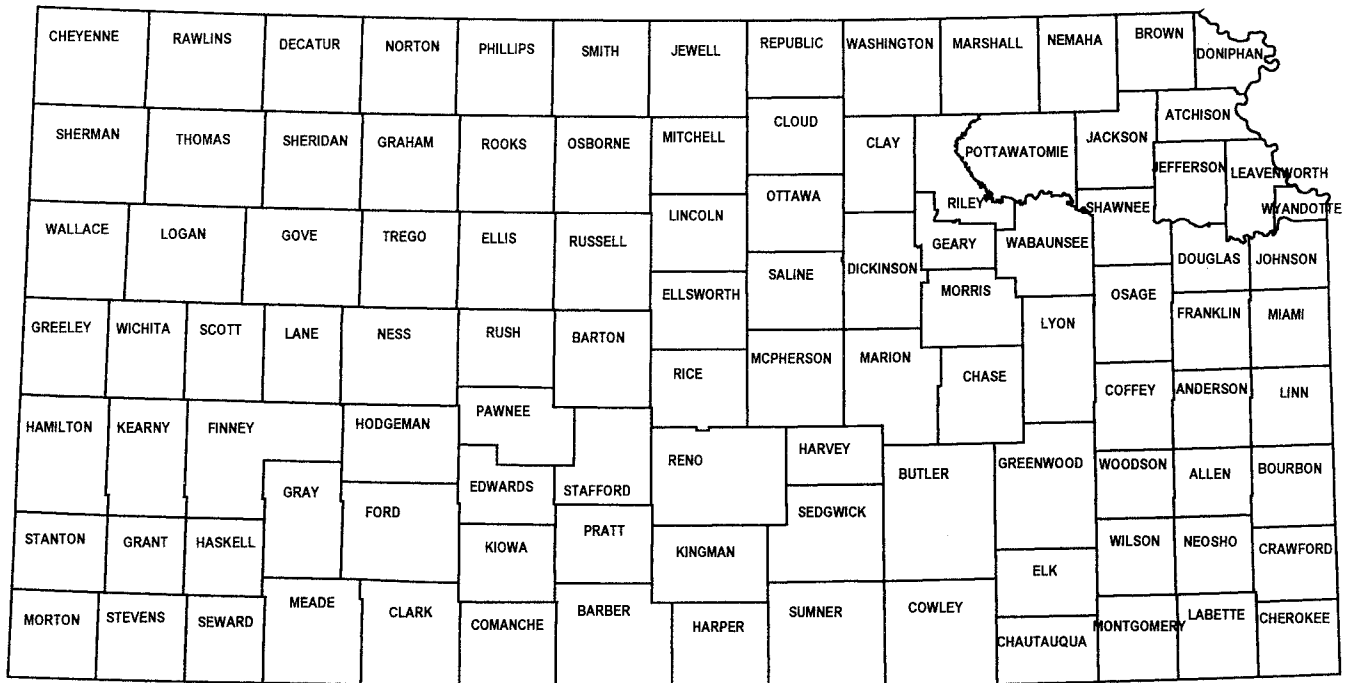 CHEYENNE
RAWLINS
DECATUR
NORTON
PHILLIPS
SMITH
JEWELL
REPUBLIC
WASHINGTON
MARSHALL
NEMAHA
BROWN
DONIPHAN
SHERMAN
THOMAS
SHERIDAN
GRAHAM
ROOKS
OSBORNE
MITCHELL
CLOUD
CLAY
POTTAWATOMIE
JACKSON
ATCHISON
JEFFERSON
LEAVENWORTH
WYANDOTTE
WALLACE
LOGAN
GOVE
TREGO
ELLIS
RUSSELL
LINCOLN
OTTAWA
RILEY
GEARY
WABAUNSEE
SHAWNEE
DOUGLAS
JOHNSON
ELLSWORTH
SALINE
DICKINSON
MORRIS
OSAGE
GREELEY
WICHITA
SCOTT
LANE
NESS
RUSH
BARTON
RICE
MCPHERSON
MARION
CHASE
LYON
FRANKLIN
MIAMI
HAMILTON
KEARNY
FINNEY
HODGEMAN
PAWNEE
COFFEY
ANDERSON
LINN
GRAY
FORD
EDWARDS
STAFFORD
RENO
HARVEY
BUTLER
GREENWOOD
WOODSON
ALLEN
BOURBON
STANTON
GRANT
HASKELL
KIOWA
PRATT
KINGMAN
SEDGWICK
ELK
WILSON
NEOSHO
CRAWFORD
MORTON
STEVENS
SEWARD
MEADE
CLARK
COMANCHE
BARBER
HARPER
SUMNER
COWLEY
CHAUTAUQUA
MONTGOMERY
LABETTE
CHEROKEE